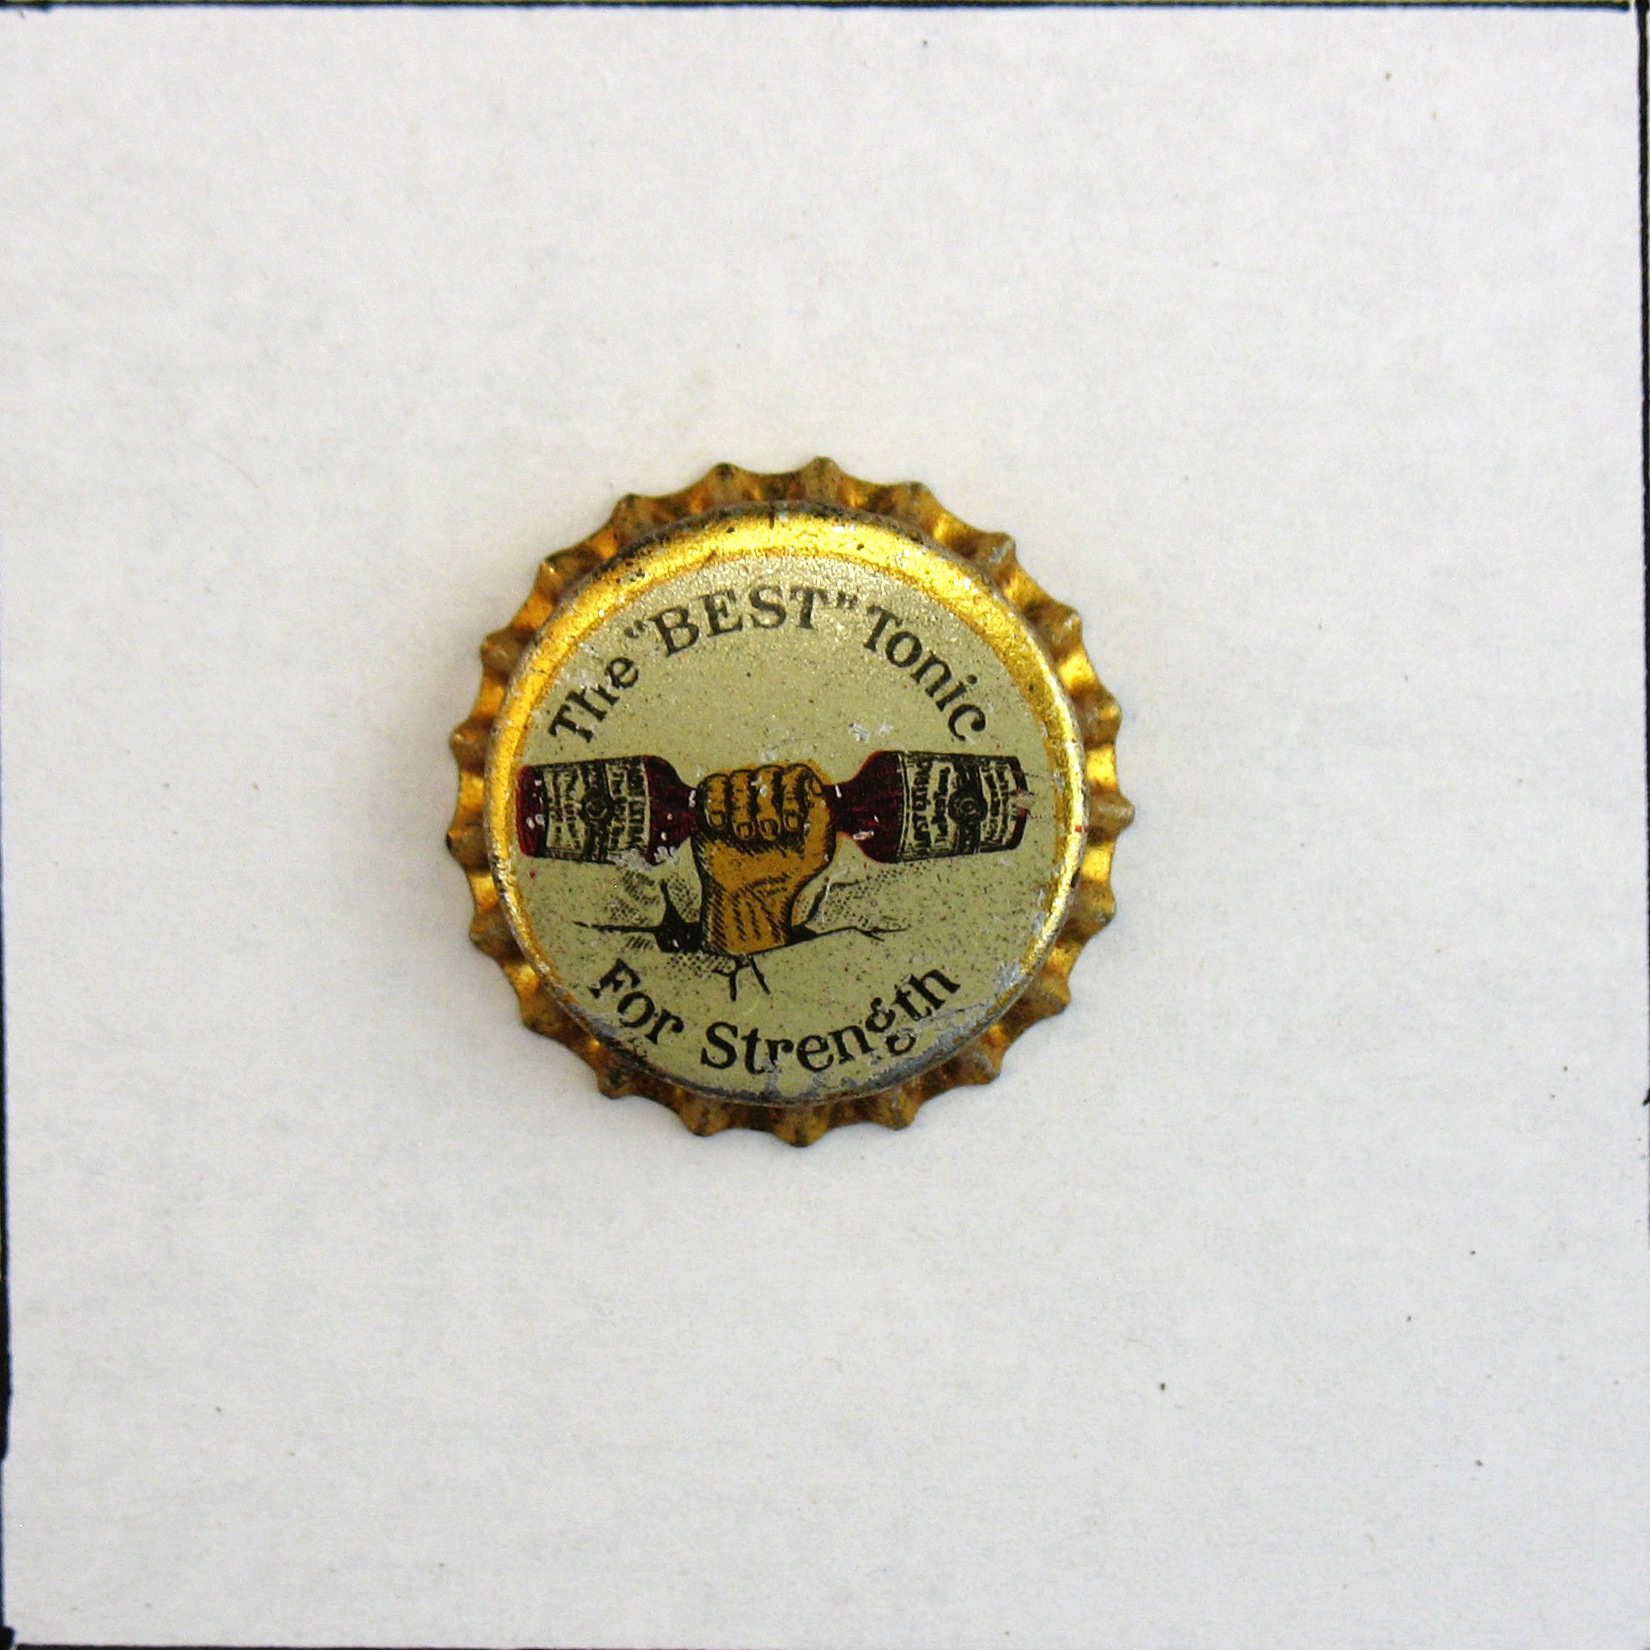 The "BEST" Tonic
For Strength